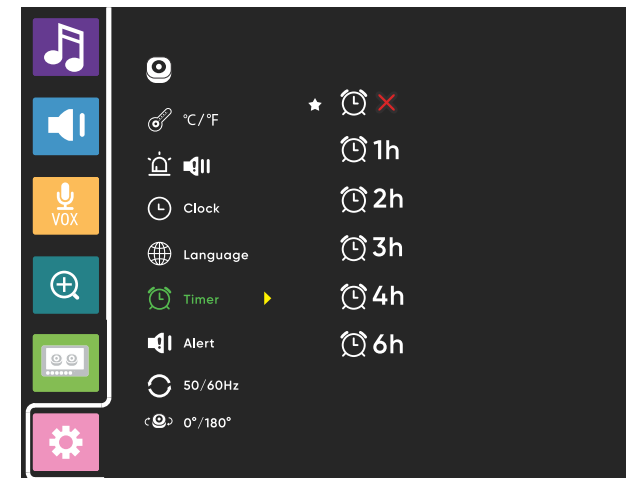 VOX
°C/°F
Clock
Language
Timer
Alert
50/60Hz
0°/180°
1h
2h
3h
4h
6h